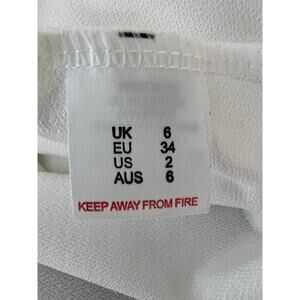 UK 6
EU 34
US 2
AUS 6
KEEP AWAY FROM FIRE